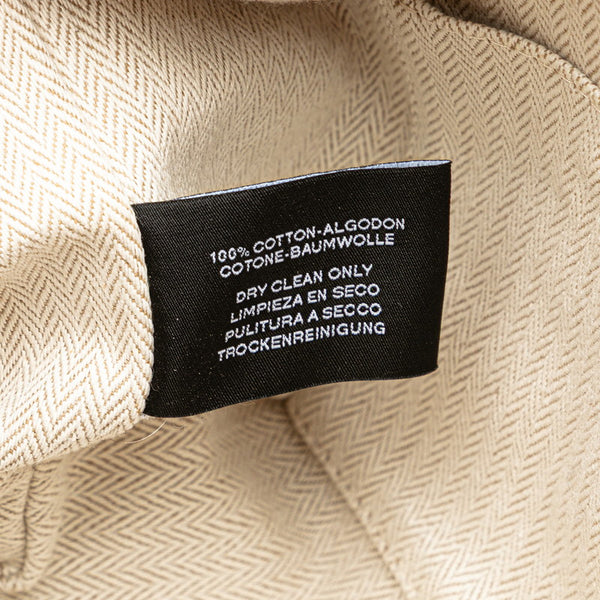 100% COTTON-ALGODON
COTONE-BAUMWOLLE
DRY CLEAN ONLY
LIMPIEZA EN SECO
PULITURA A SECCO
TROCKENREINIGUNG